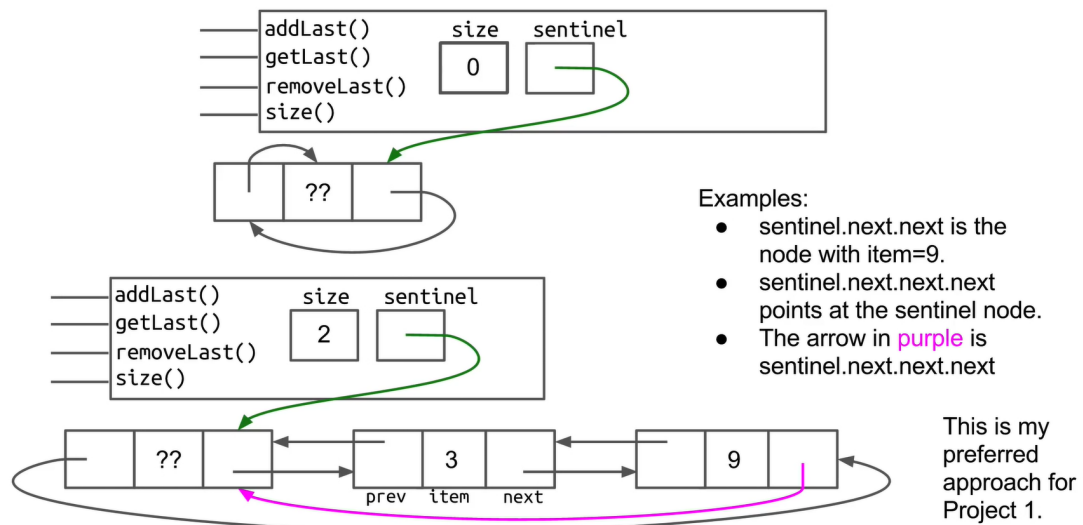 addLast()
getLast()
removeLast()
size()
size sentinel
0
??
Examples:
● sentinel.next.next is the
node with item=9.
● sentinel.next.next.next
points at the sentinel node.
● The arrow in purple is
sentinel.next.next.next
addLast()
getLast()
removeLast()
size()
size sentinel
2
?? 3 9
prev item next
This is my
preferred
approach for
Project 1.